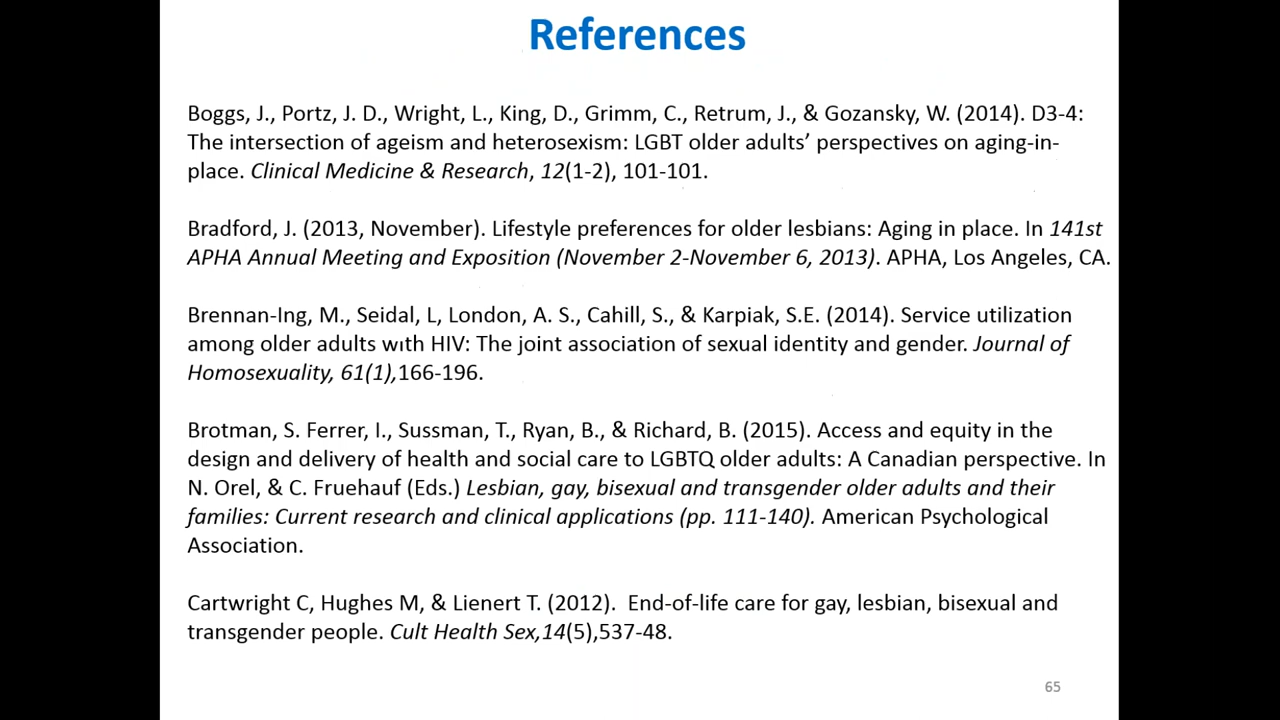 References
Boggs, J., Portz, J. D., Wright, L., King, D., Grimm, C., Retrum, J., & Gozansky, W. (2014). D3-4:
The intersection of ageism and heterosexism: LGBT older adults’ perspectives on aging-in-
place. Clinical Medicine & Research, 12(1-2), 101-101.
Bradford, J. (2013, November). Lifestyle preferences for older lesbians: Aging in place. In 141st
APHA Annual Meeting and Exposition (November 2-November 6, 2013). APHA, Los Angeles, CA.
Brennan-Ing, M., Seidal, L, London, A. S., Cahill, S., & Karpiak, S.E. (2014). Service utilization
among older adults with HIV: The joint association of sexual identity and gender. Journal of
Homosexuality, 61(1),166-196.
Brotman, S. Ferrer, I., Sussman, T., Ryan, B., & Richard, B. (2015). Access and equity in the
design and delivery of health and social care to LGBTQ older adults: A Canadian perspective. In
N. Orel, & C. Fruehauf (Eds.) Lesbian, gay, bisexual and transgender older adults and their
families: Current research and clinical applications (pp. 111-140). American Psychological
Association.
Cartwright C, Hughes M, & Lienert T. (2012).  End-of-life care for gay, lesbian, bisexual and
transgender people. Cult Health Sex,14(5),537-48.
65